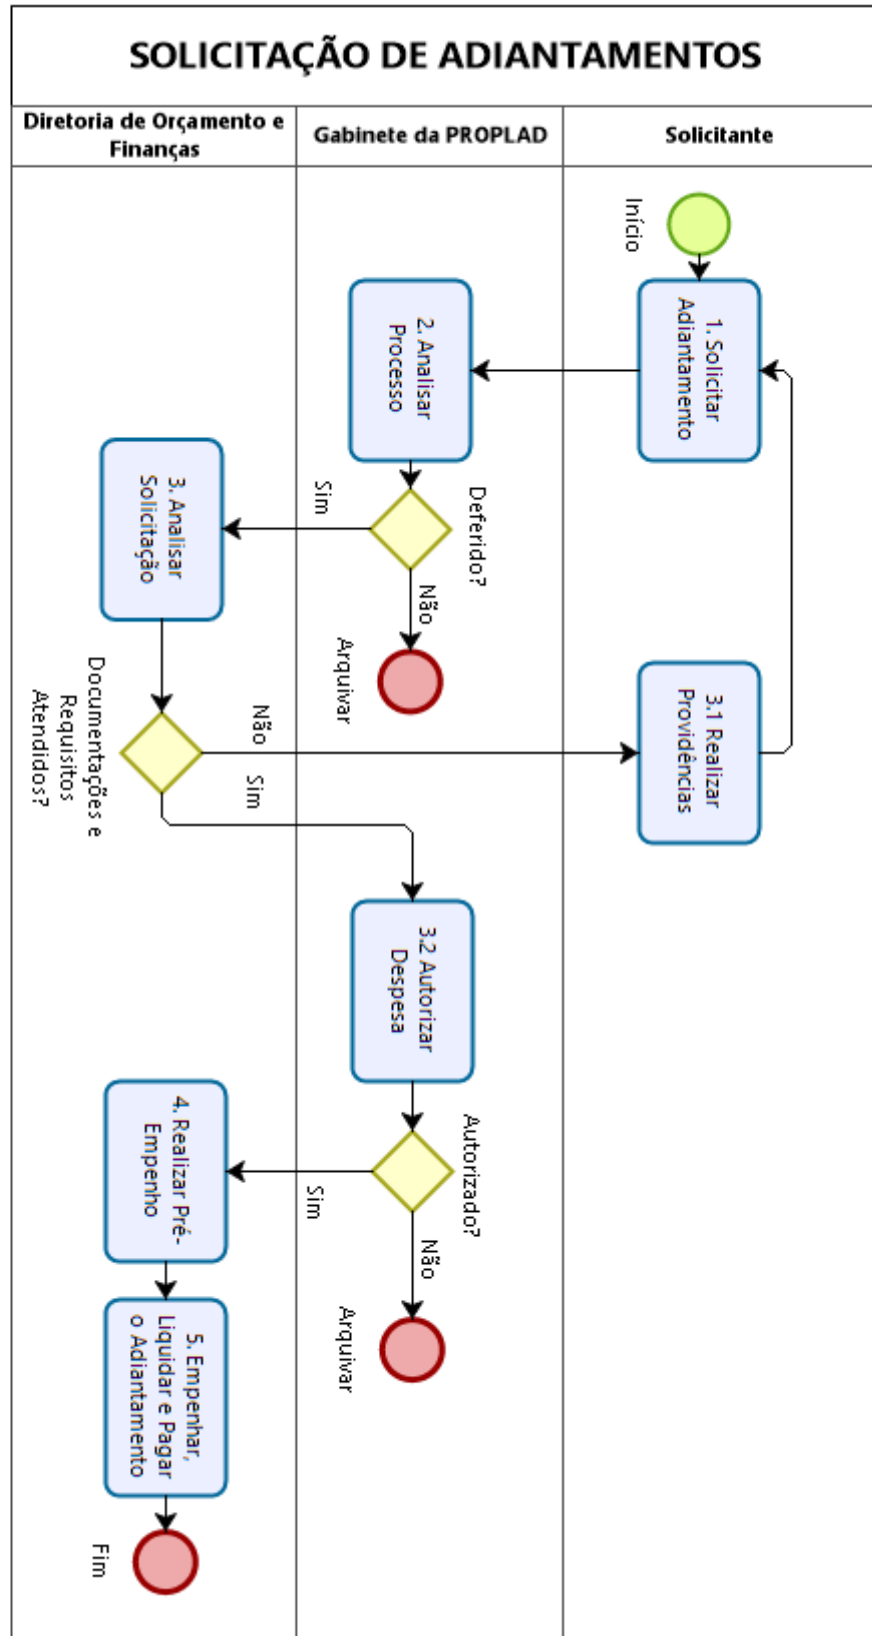 SOLICITAÇÃO DE ADIANTAMENTOS
Diretoria de Orçamento e
Finanças
Gabinete da PROPLAD
Solicitante
Início
1. Solicitar
Adiantamento
2. Analisar
Processo
Deferido?
Sim
Não
Arquivar
3. Analisar
Solicitação
Documentações e
Requisitos
Atendidos?
Não
Sim
3.1 Realizar
Providências
3.2 Autorizar
Despesa
Autorizado?
Sim
Não
Arquivar
4. Realizar Pré-
Empenho
5. Empenhar,
Liquidar e Pagar
o Adiantamento
Fim